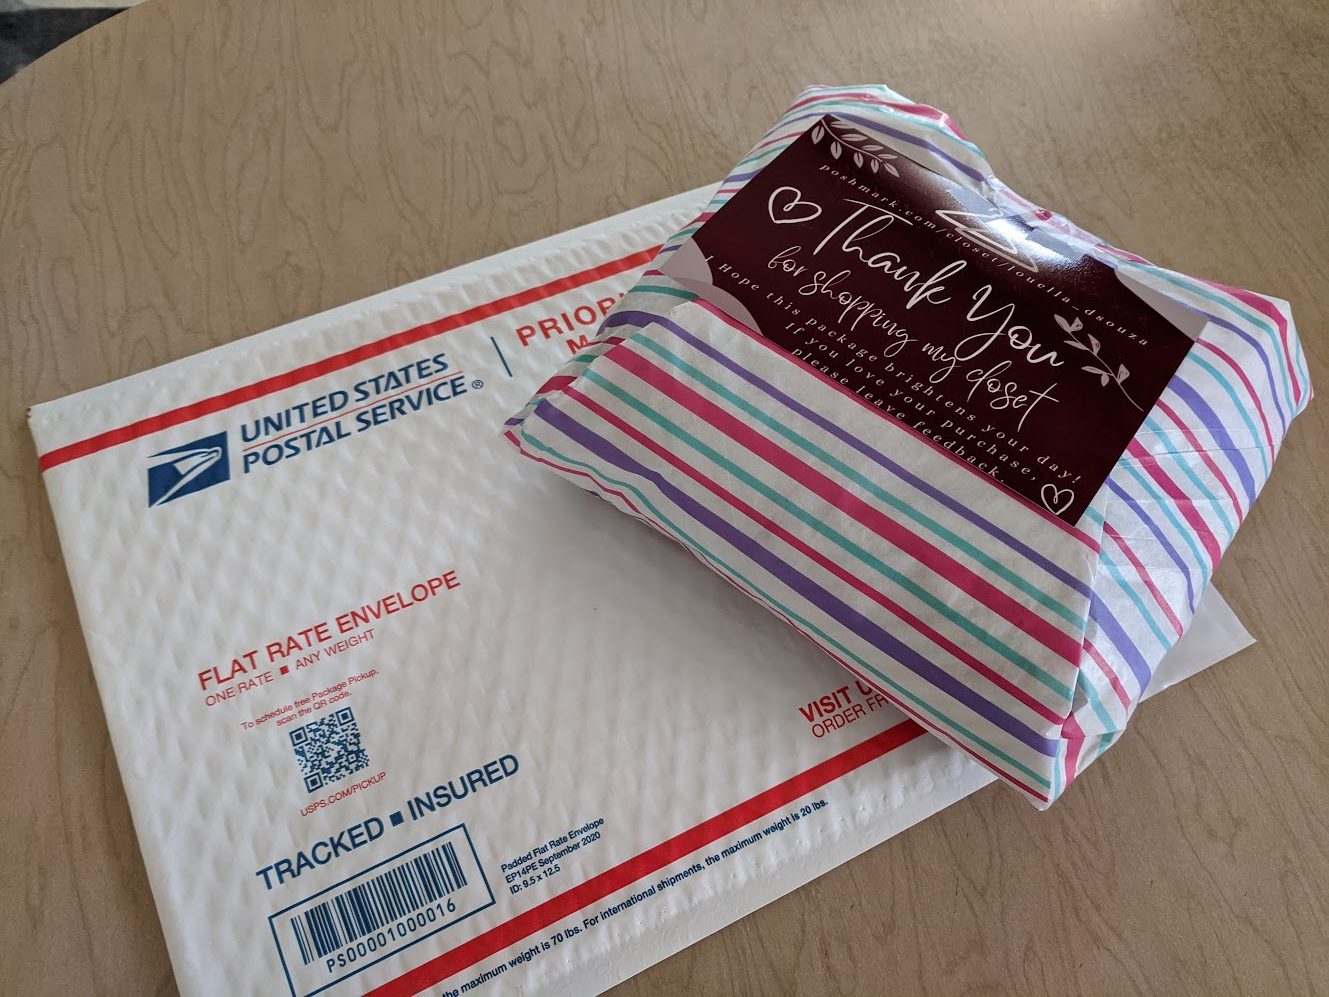 UNITED STATES
POSTAL SERVICE®
FLAT RATE ENVELOPE
ONE RATE ■ ANY WEIGHT
To schedule free Package Pickup,
scan the QR code.
USPS.COM/PICKUP
TRACKED ■ INSURED
PS00001000016
Padded Flat Rate Envelope
EP14PE September 2020
ID: 9.5 x 12.5
VISIT
ORDER
the maximum weight is 70 lbs. For international shipments, the maximum weight is 20 lbs.
poshmark.com/closet/louella_dsouza
Thank You
for shopping my closet
I Hope this package brightens your day!
If you love your purchase,
please leave feedback.